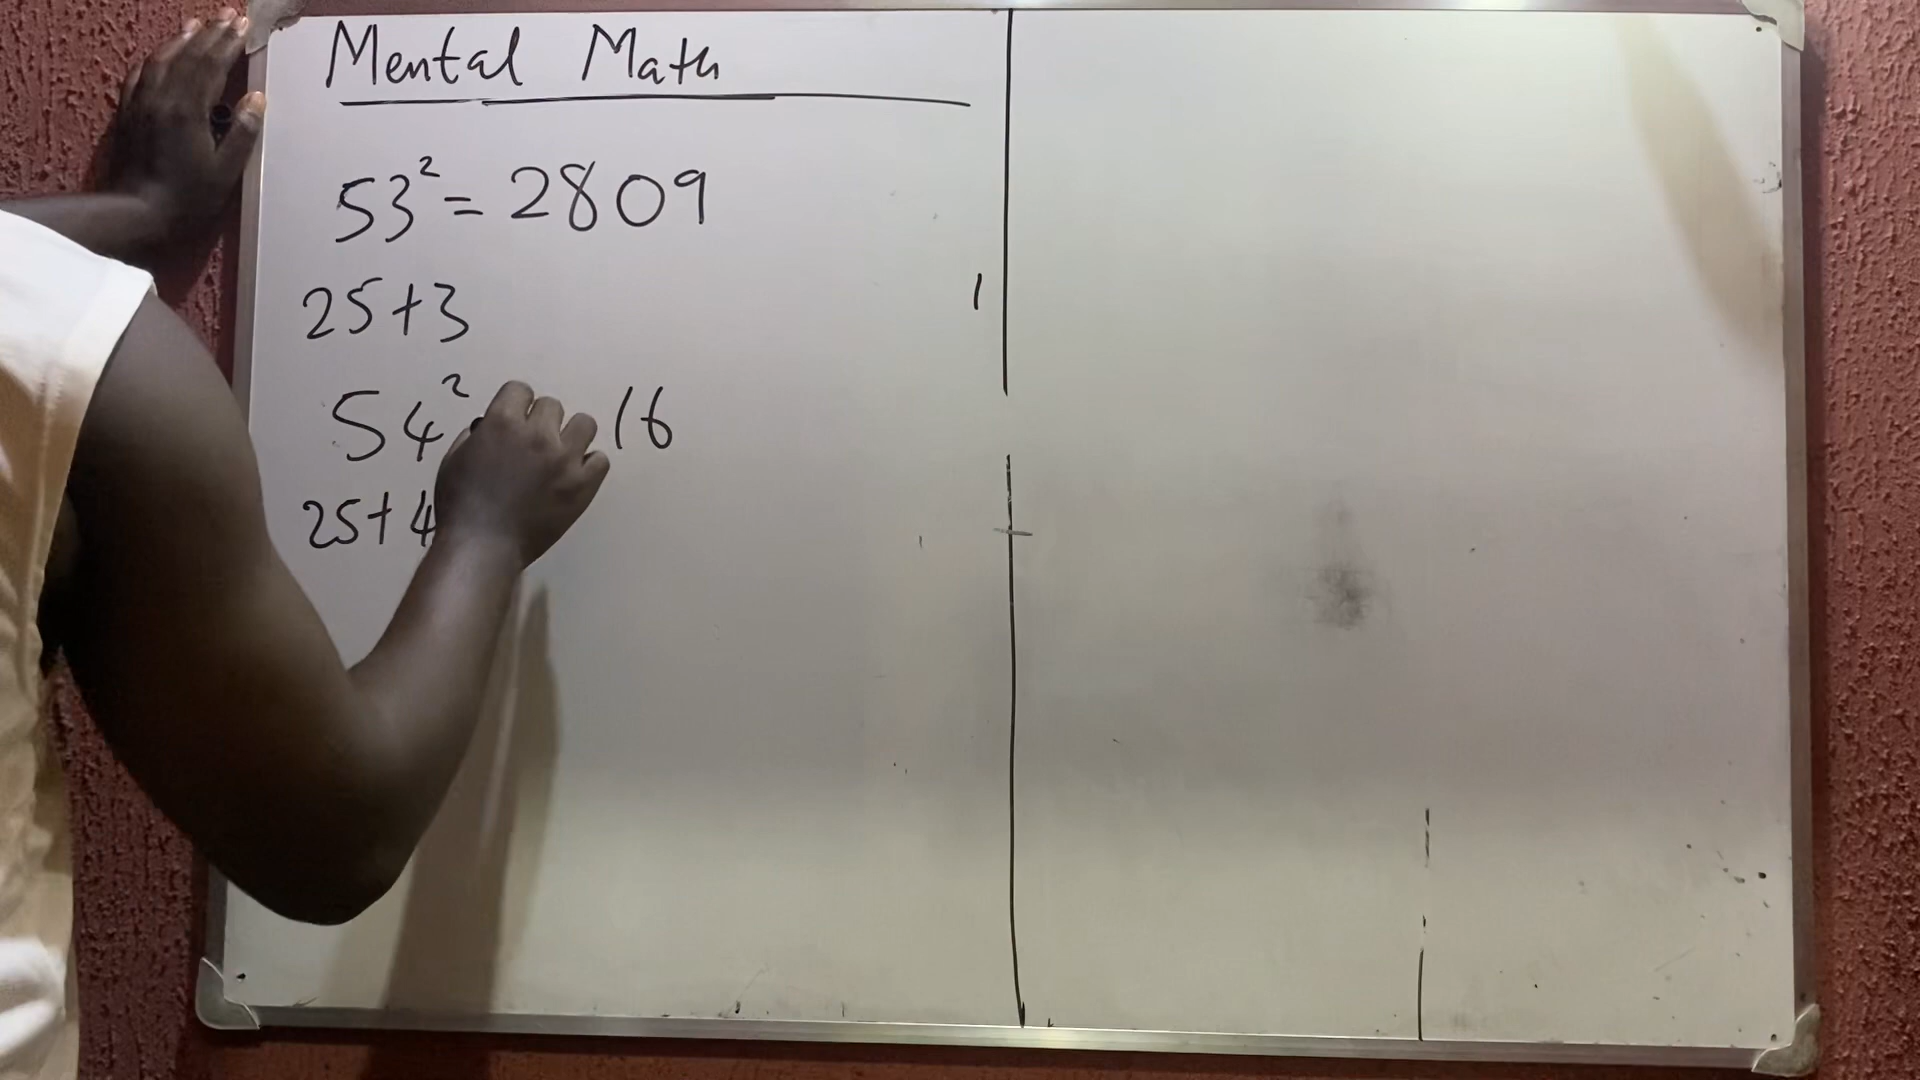 Mental Math
53² = 2809
25+3
54² 16
25+4